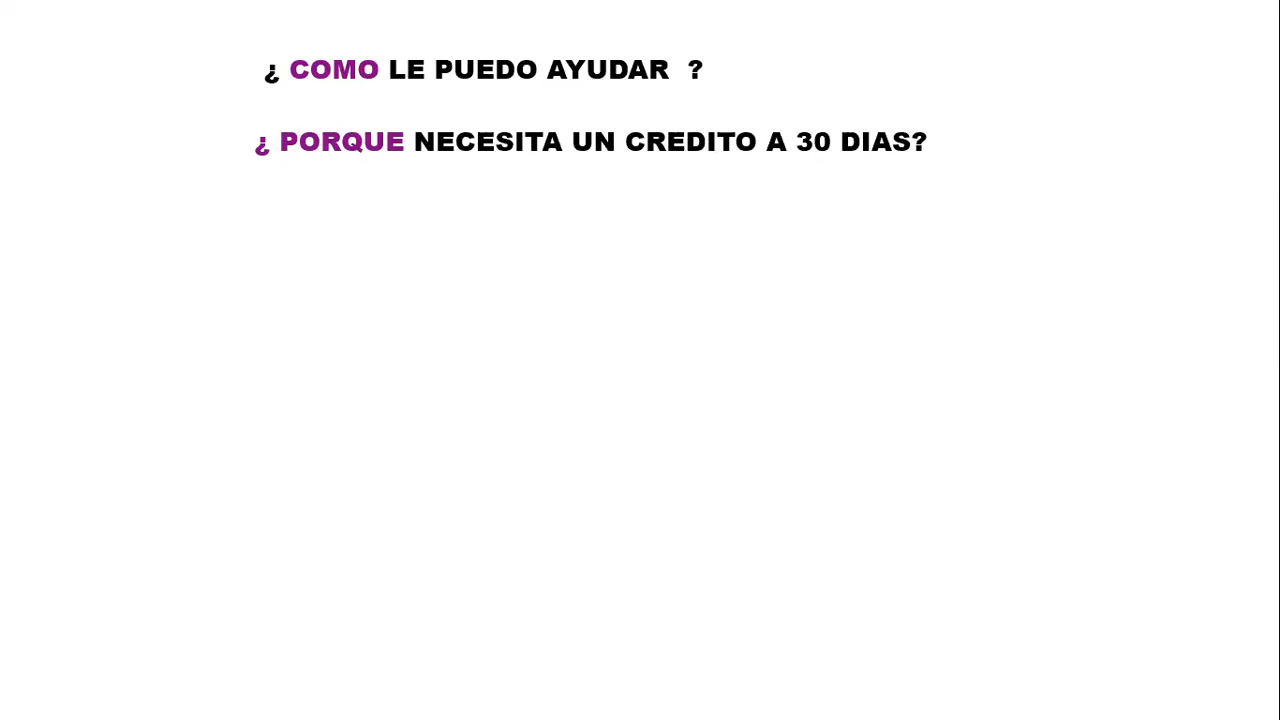 ¿ COMO LE PUEDO AYUDAR  ?
¿ PORQUE NECESITA UN CREDITO A 30 DIAS?